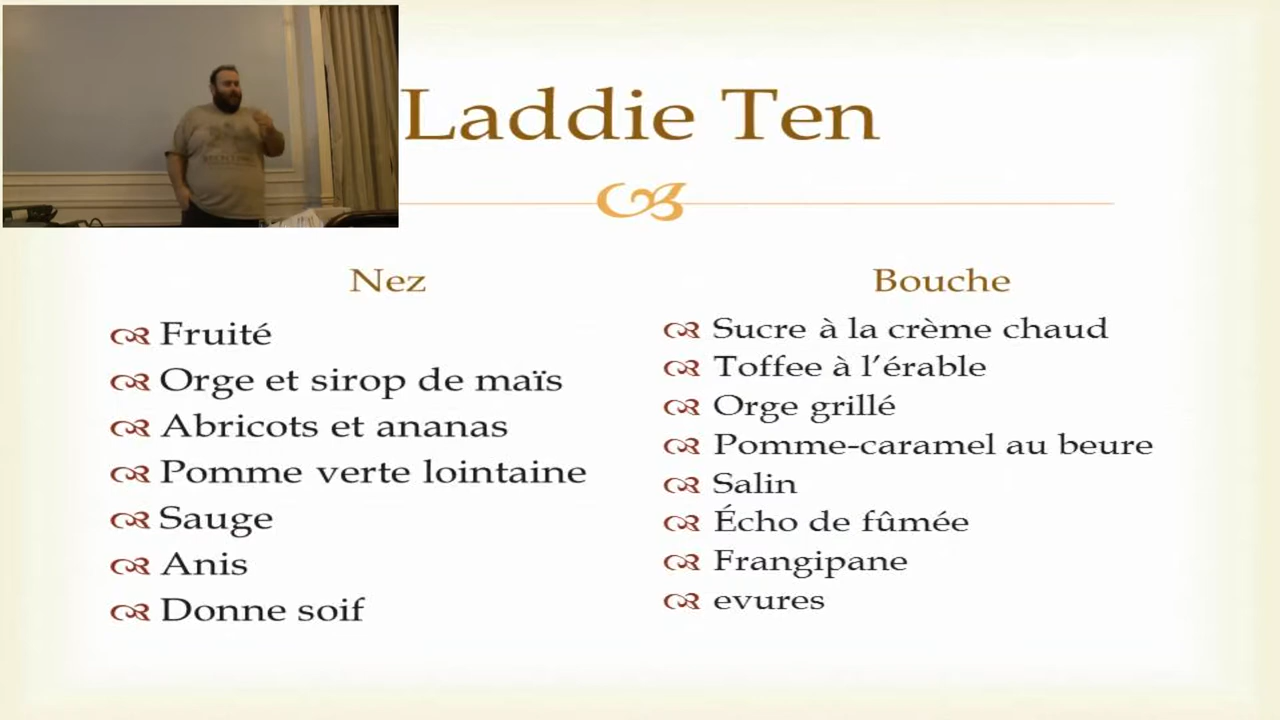 Laddie Ten
Nez
Fruité
Orge et sirop de maïs
Abricots et ananas
Pomme verte lointaine
Sauge
Anis
Donne soif
Bouche
Sucre à la crème chaud
Toffee à l’érable
Orge grillé
Pomme-caramel au beure
Salin
Écho de fûmée
Frangipane
evures